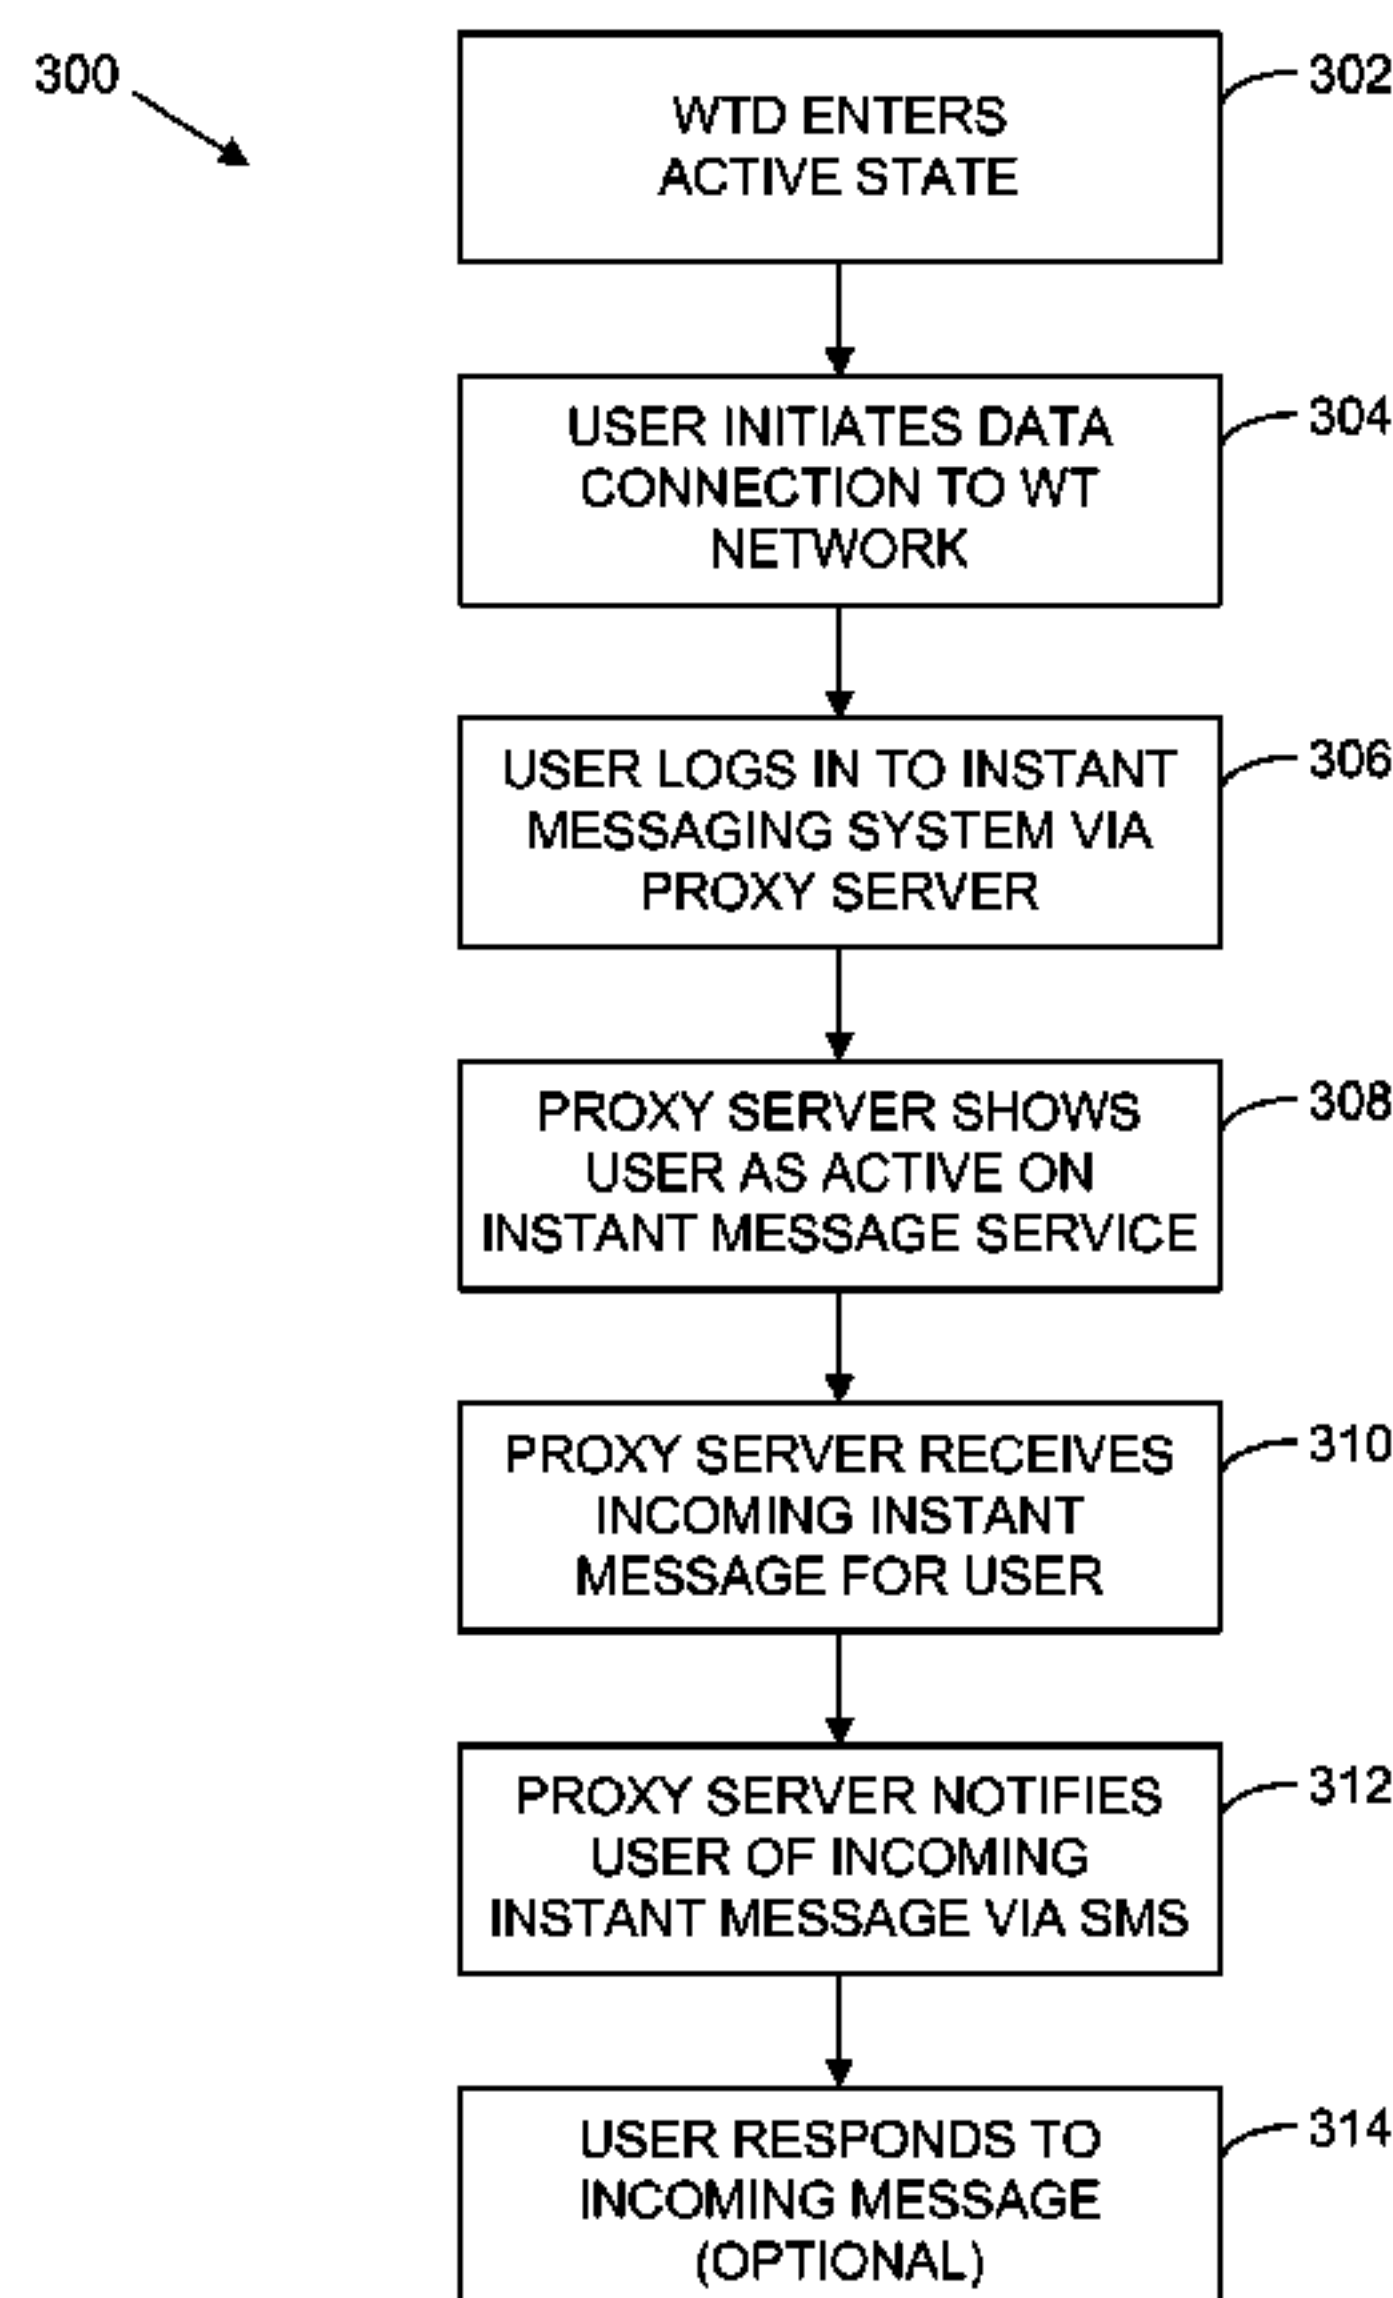 300
302
WTD ENTERS
ACTIVE STATE
304
USER INITIATES DATA
CONNECTION TO WT
NETWORK
306
USER LOGS IN TO INSTANT
MESSAGING SYSTEM VIA
PROXY SERVER
308
PROXY SERVER SHOWS
USER AS ACTIVE ON
INSTANT MESSAGE SERVICE
310
PROXY SERVER RECEIVES
INCOMING INSTANT
MESSAGE FOR USER
312
PROXY SERVER NOTIFIES
USER OF INCOMING
INSTANT MESSAGE VIA SMS
314
USER RESPONDS TO
INCOMING MESSAGE
(OPTIONAL)